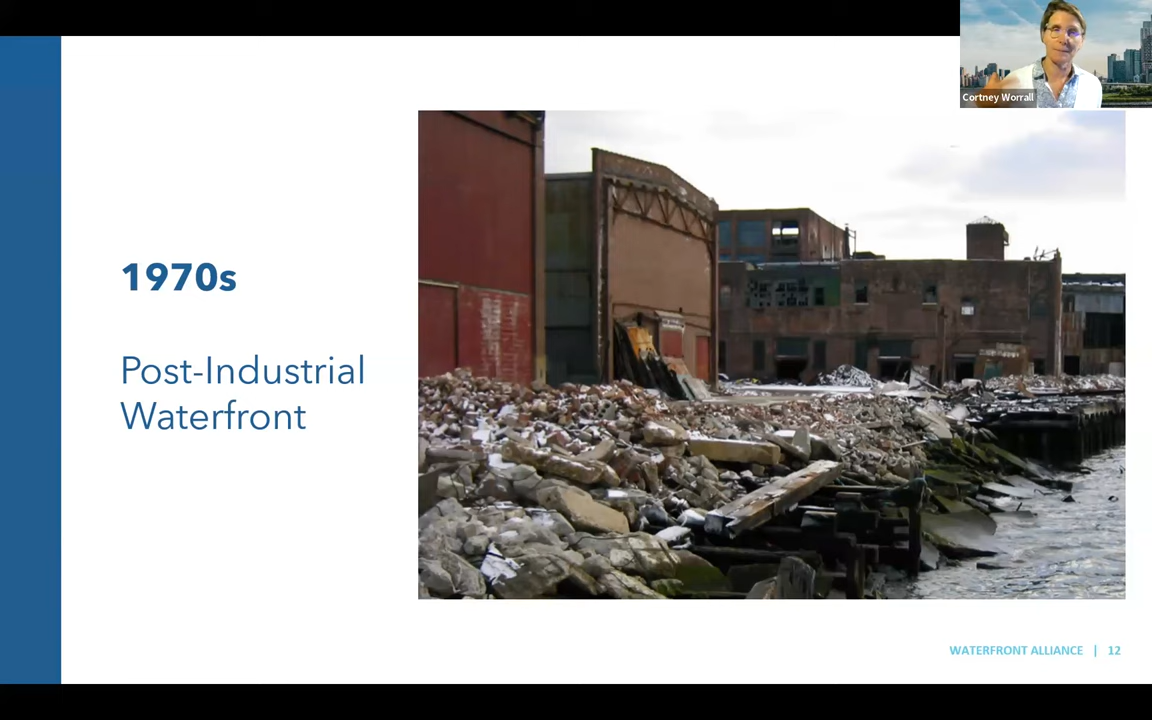 Cortney Worrall
1970s
Post-Industrial
Waterfront
WATERFRONT ALLIANCE | 12